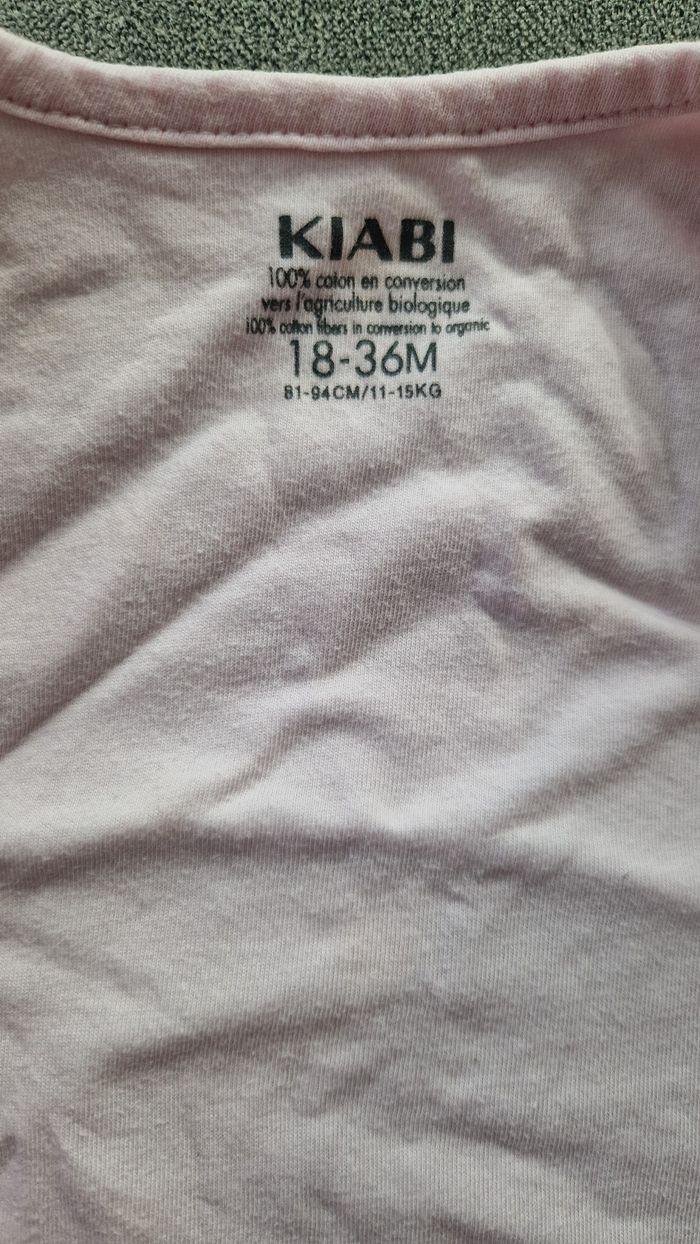 KIABI
100% coton en conversion
vers l'agriculture biologique
100% cotton fibers in conversion to organic
18-36M
81-94CM/11-15KG